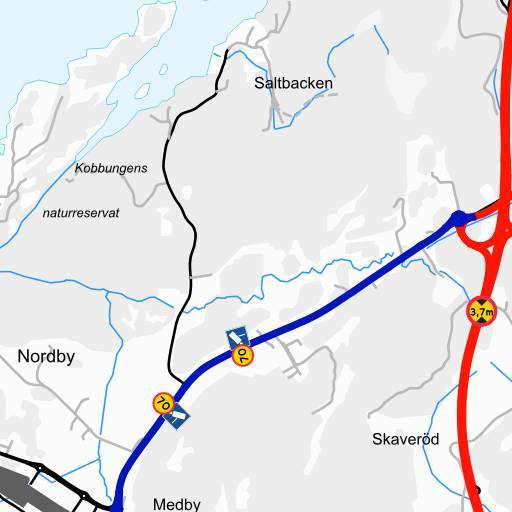 Saltbacken
Kobbungens
naturreservat
3,7m
Nordby
70
70
Skaveröd
Medby